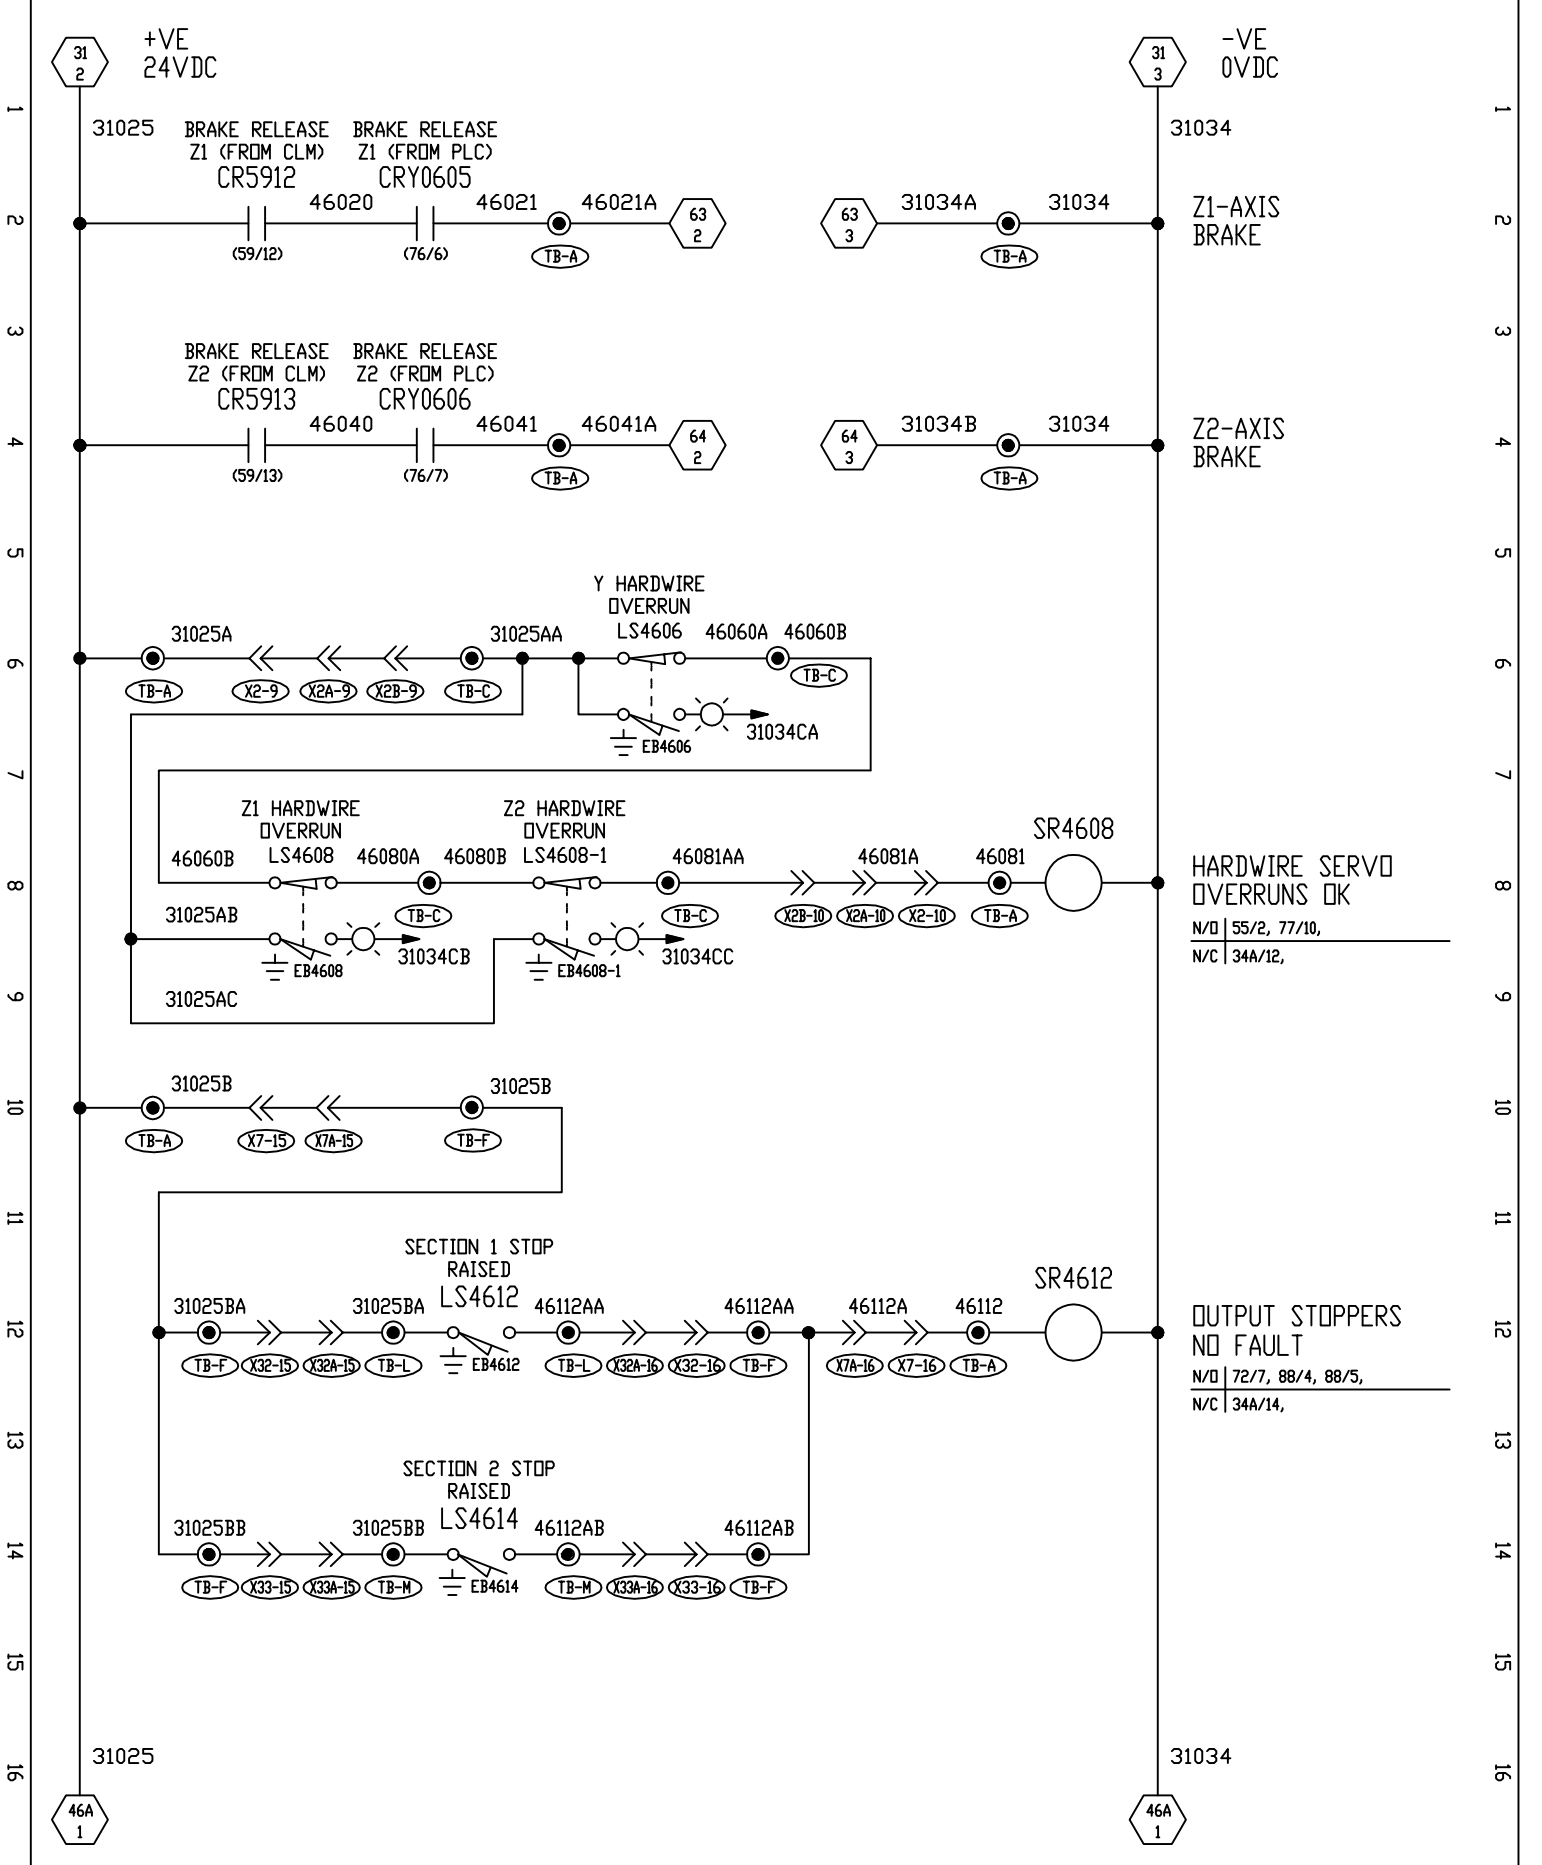 31
2
+VE
24VDC
31
3
-VE
0VDC
1
31025
31034
1
BRAKE RELEASE
Z1 (FROM CLM)
CR5912
BRAKE RELEASE
Z1 (FROM PLC)
CRY0605
2
46020
46021
46021A
63
2
63
3
31034A
31034
Z1-AXIS
BRAKE
2
(59/12)
(76/6)
TB-A
TB-A
3
3
BRAKE RELEASE
Z2 (FROM CLM)
CR5913
BRAKE RELEASE
Z2 (FROM PLC)
CRY0606
4
46040
46041
46041A
64
2
64
3
31034B
31034
Z2-AXIS
BRAKE
4
(59/13)
(76/7)
TB-A
TB-A
5
5
Y HARDWIRE
OVERRUN
LS4606
31025A
31025AA
46060A
46060B
6
6
TB-A
X2-9
X2A-9
X2B-9
TB-C
TB-C
EB4606
31034CA
7
7
Z1 HARDWIRE
OVERRUN
LS4608
Z2 HARDWIRE
OVERRUN
LS4608-1
SR4608
46060B
46080A
46080B
46081AA
46081A
46081
8
8
HARDWIRE SERVO
OVERRUNS OK
N/O 55/2, 77/10,
N/C 34A/12,
31025AB
TB-C
TB-C
X2B-10
X2A-10
X2-10
TB-A
EB4608
31034CB
EB4608-1
31034CC
9
31025AC
9
31025B
31025B
10
10
TB-A
X7-15
X7A-15
TB-F
11
11
SECTION 1 STOP
RAISED
LS4612
SR4612
31025BA
31025BA
46112AA
46112AA
46112A
46112
12
12
OUTPUT STOPPERS
NO FAULT
N/O 72/7, 88/4, 88/5,
N/C 34A/14,
TB-F
X32-15
X32A-15
TB-L
EB4612
TB-L
X32A-16
X32-16
TB-F
X7A-16
X7-16
TB-A
13
13
SECTION 2 STOP
RAISED
LS4614
31025BB
31025BB
46112AB
46112AB
14
14
TB-F
X33-15
X33A-15
TB-M
EB4614
TB-M
X33A-16
X33-16
TB-F
15
15
31025
31034
16
16
46A
1
46A
1